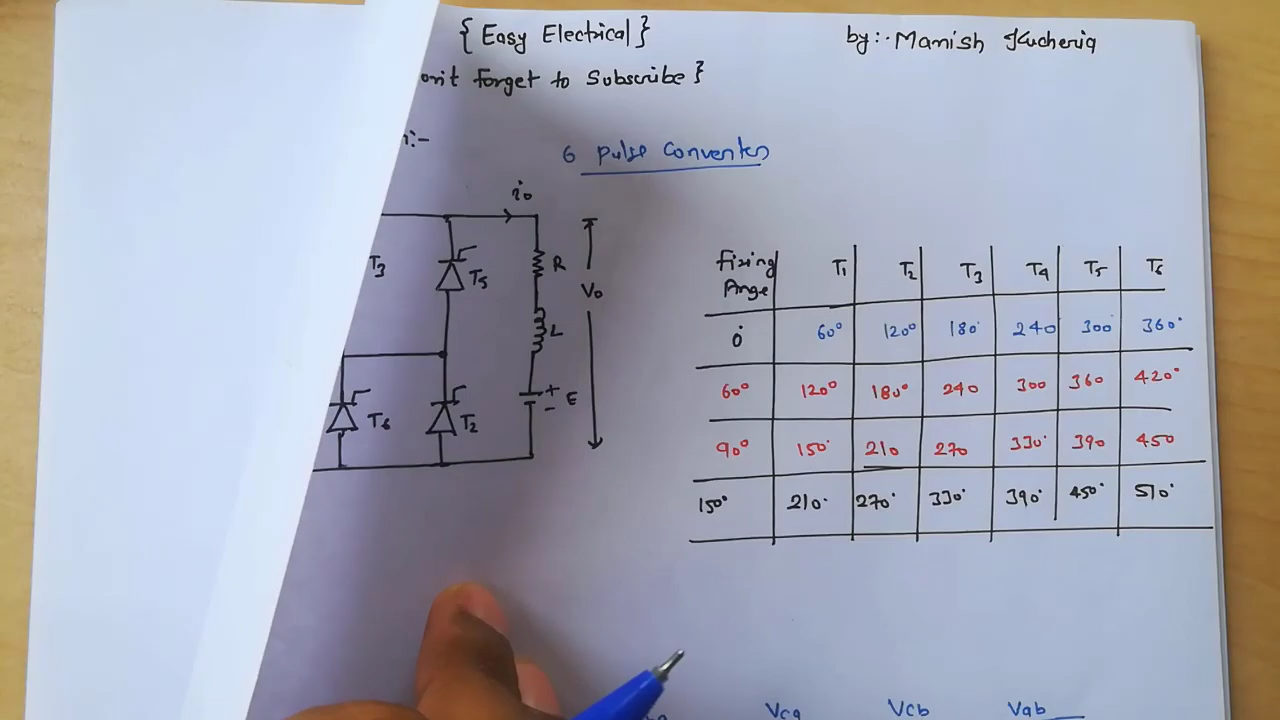 { Easy Electrical }
by:- Manish Kucheria
on't forget to Subscribe }
n:-
6 pulse Converter
io
T3
T5
R
L
Vo
+
-
E
T6
T2
Firing Ange T1 T2 T3 T4 T5 T6
0° 60° 120° 180° 240 300 360°
60° 120° 180° 240 300 360 420°
90° 150° 210 270 330° 390 450
150° 210° 270° 330° 390° 450° 510°
Vca Vcb Vab